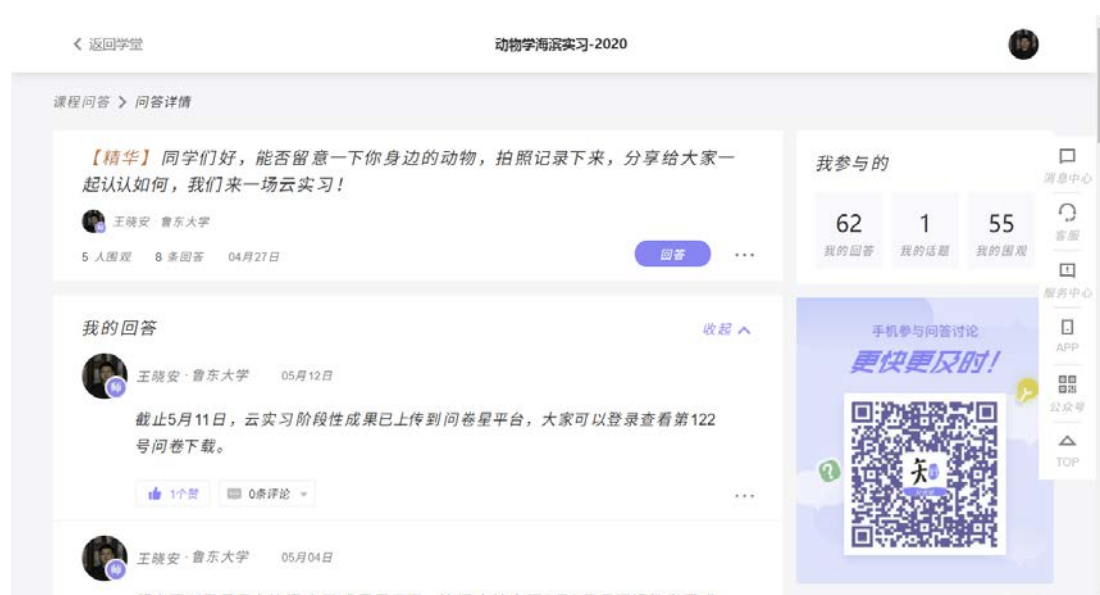 返回学堂
动物学海滨实习-2020
课程问答 > 问答详情
【精华】同学们好，能否留意一下你身边的动物，拍照记录下来，分享给大家一
起认认如何，我们来一场云实习！
王晓安·鲁东大学
5 人围观 8 条回答 04月27日
回答
我的回答
收起
王晓安·鲁东大学 05月12日
师
截止5月11日，云实习阶段性成果已上传到问卷星平台，大家可以登录查看第122
号问卷下载。
1个赞 0条评论
王晓安·鲁东大学 05月04日
师
我参与的
62 1 55
我的回答 我的话题 我的围观
手机参与问答讨论
更快更及时！
消息中心
客服
服务中心
APP
公众号
TOP